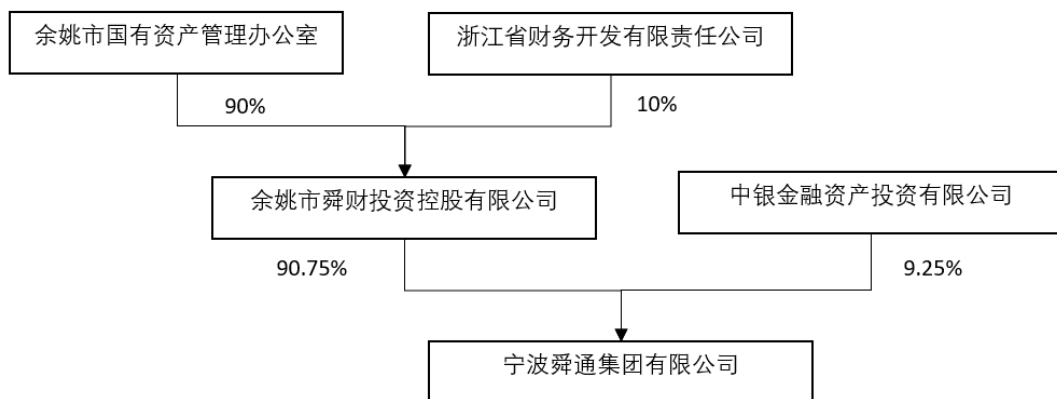 余姚市国有资产管理办公室
浙江省财务开发有限责任公司
90%
10%
余姚市舜财投资控股有限公司
中银金融资产投资有限公司
90.75%
9.25%
宁波舜通集团有限公司